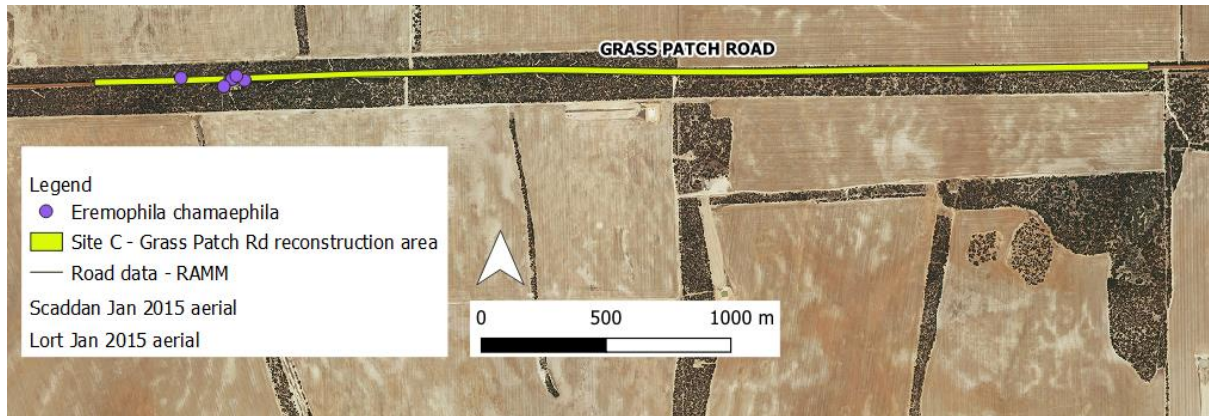 GRASS PATCH ROAD
Legend
Eremophila chamaephila
Site C - Grass Patch Rd reconstruction area
Road data - RAMM
Scaddan Jan 2015 aerial
Lort Jan 2015 aerial
0 500 1000 m